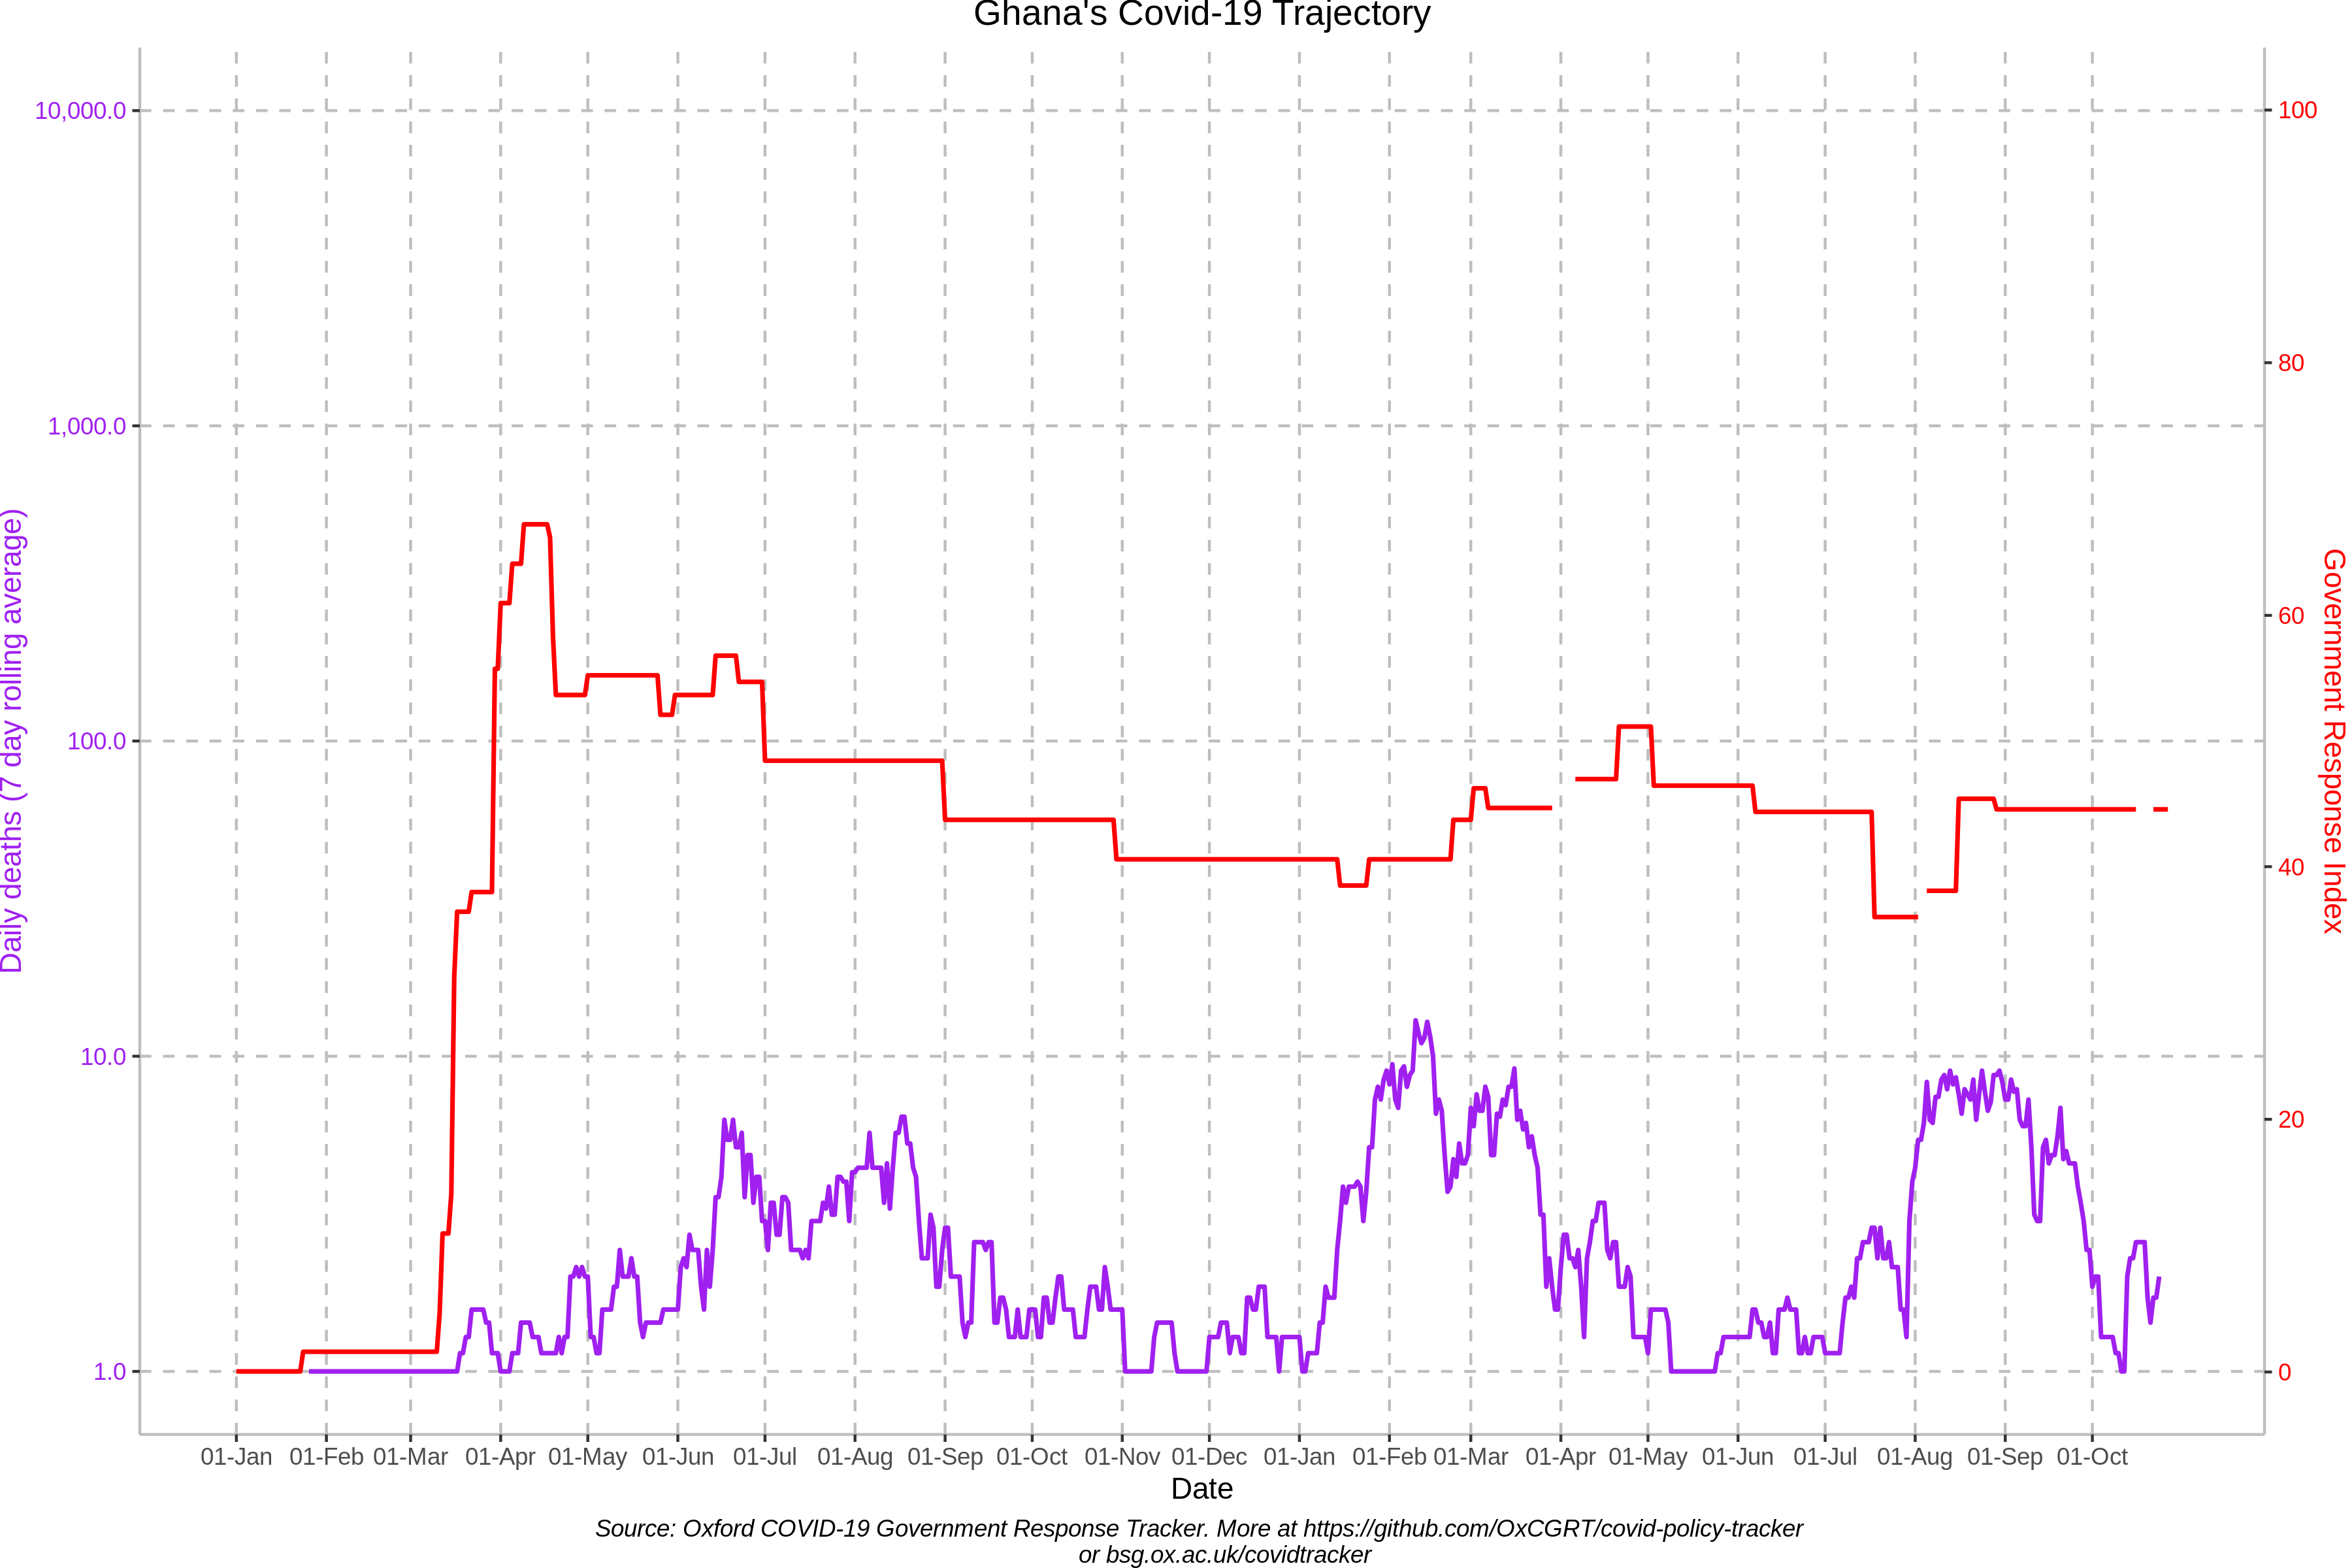 Ghana's Covid-19 Trajectory
10,000.0
1,000.0
100.0
10.0
1.0
Daily deaths (7 day rolling average)
100
80
60
40
20
0
Government Response Index
01-Jan 01-Feb 01-Mar 01-Apr 01-May 01-Jun 01-Jul 01-Aug 01-Sep 01-Oct 01-Nov 01-Dec 01-Jan 01-Feb 01-Mar 01-Apr 01-May 01-Jun 01-Jul 01-Aug 01-Sep 01-Oct
Date
Source: Oxford COVID-19 Government Response Tracker. More at https://github.com/OxCGRT/covid-policy-tracker
or bsg.ox.ac.uk/covidtracker